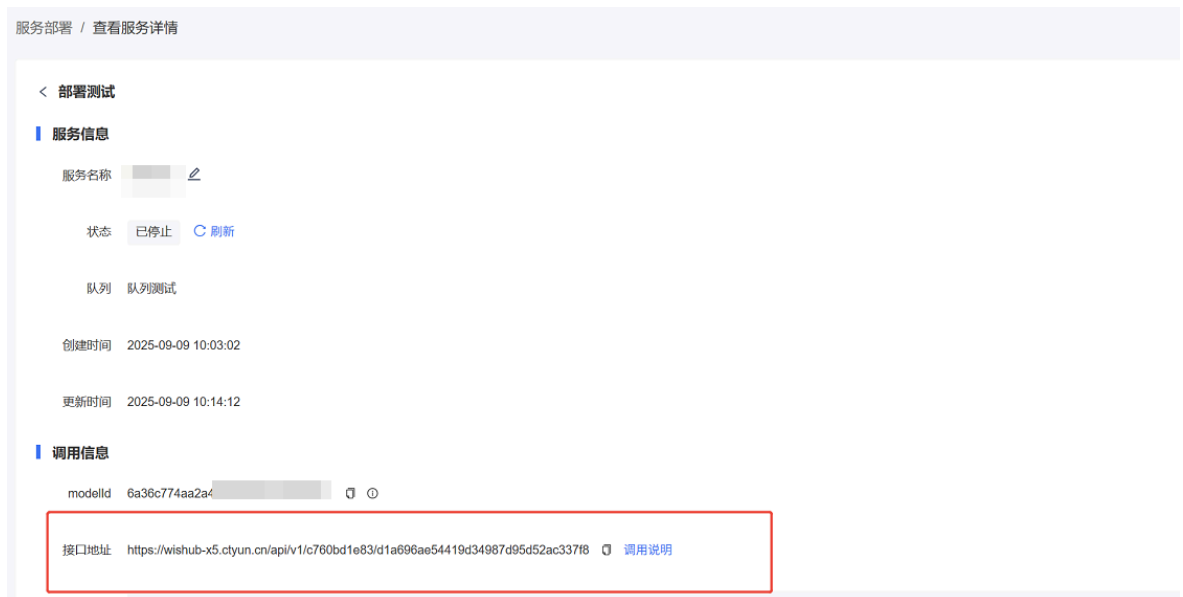 服务部署 / 查看服务详情
部署测试
服务信息
服务名称
状态 已停止 刷新
队列 队列测试
创建时间 2025-09-09 10:03:02
更新时间 2025-09-09 10:14:12
调用信息
modelId 6a36c774aa2a4
接口地址 https://wishub-x5.ctyun.cn/api/v1/c760bd1e83/d1a696ae54419d34987d95d52ac337f8 调用说明